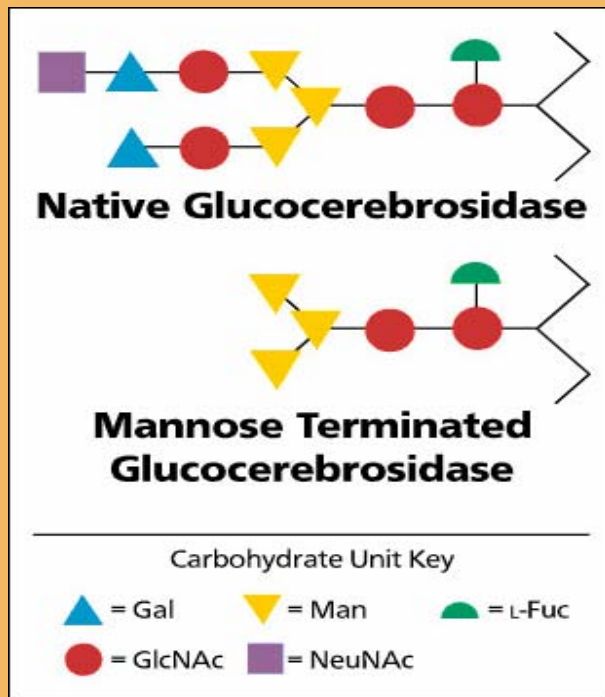 Native Glucocerebrosidase
Mannose Terminated
Glucocerebrosidase
Carbohydrate Unit Key
= Gal = Man = L-Fuc
= GlcNAc = NeuNAc